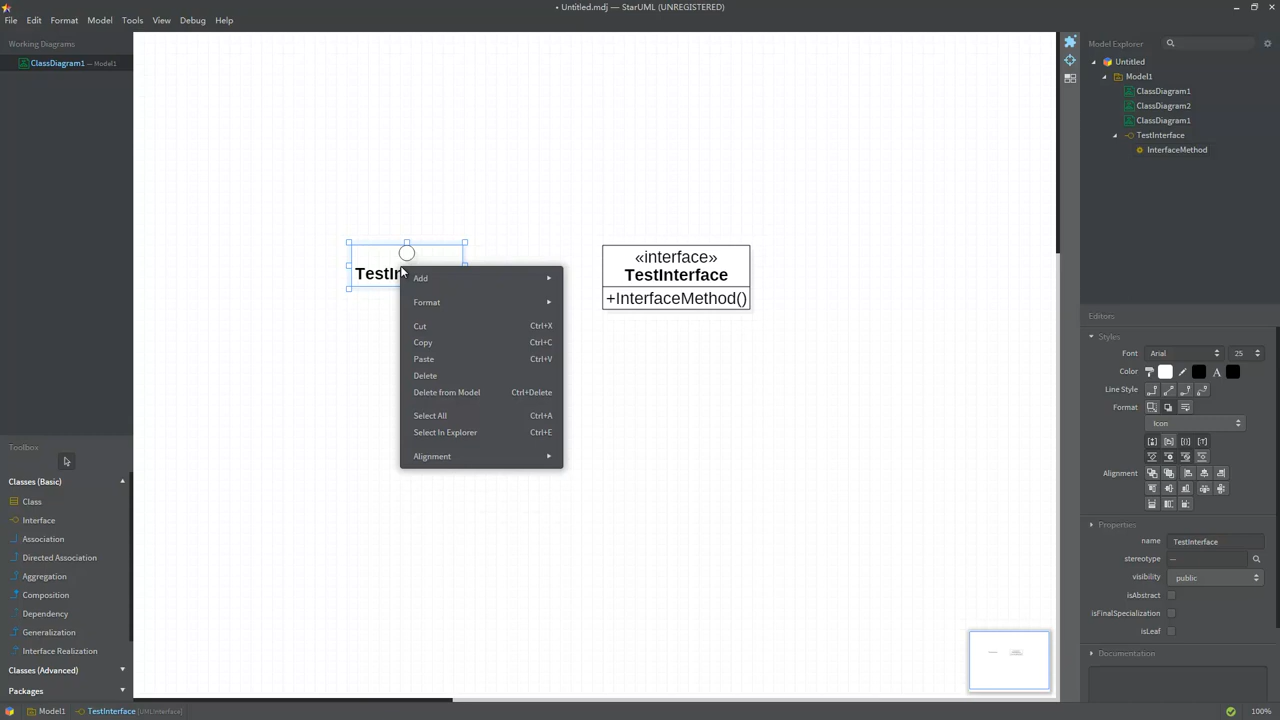 • Untitled.mdj — StarUML (UNREGISTERED)
File Edit Format Model Tools View Debug Help
Working Diagrams
ClassDiagram1 — Model1
Toolbox
Classes (Basic)
Class
Interface
Association
Directed Association
Aggregation
Composition
Dependency
Generalization
Interface Realization
Classes (Advanced)
Packages
«interface»
TestInterface
+InterfaceMethod()
TestIn
Add
Format
Cut Ctrl+X
Copy Ctrl+C
Paste Ctrl+V
Delete
Delete from Model Ctrl+Delete
Select All Ctrl+A
Select In Explorer Ctrl+E
Alignment
Model Explorer
Untitled
Model1
ClassDiagram1
ClassDiagram2
ClassDiagram1
TestInterface
InterfaceMethod
Editors
Styles
Font Arial 25
Color A
Line Style
Format
Icon
Alignment
Properties
name TestInterface
stereotype —
visibility public
isAbstract
isFinalSpecialization
isLeaf
Documentation
Model1 TestInterface [UMLInterface]
100%